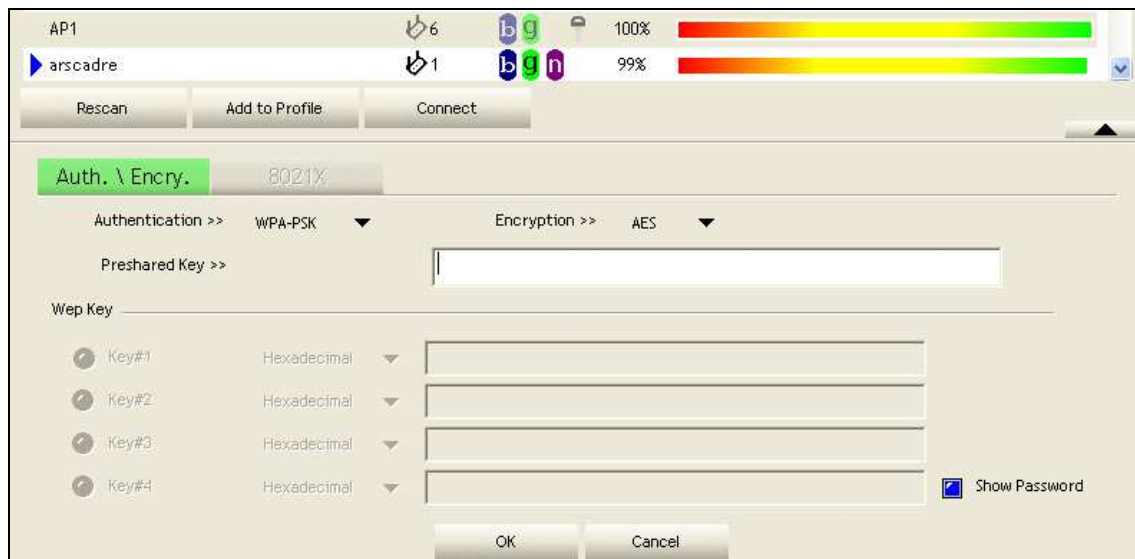 AP1 6 b g 100%
arscadre 1 b g n 99%
Rescan Add to Profile Connect
Auth. \ Encry. 8021X
Authentication >> WPA-PSK Encryption >> AES
Preshared Key >>
Wep Key
Key#1 Hexadecimal
Key#2 Hexadecimal
Key#3 Hexadecimal
Key#4 Hexadecimal Show Password
OK Cancel